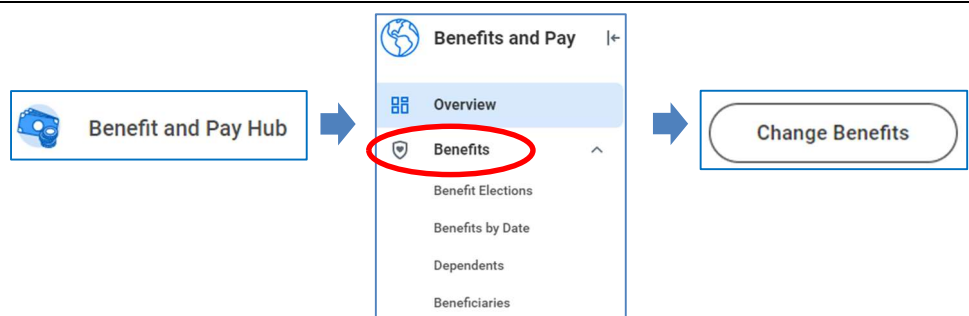 Benefit and Pay Hub
Benefits and Pay
Overview
Benefits
Benefit Elections
Benefits by Date
Dependents
Beneficiaries
Change Benefits